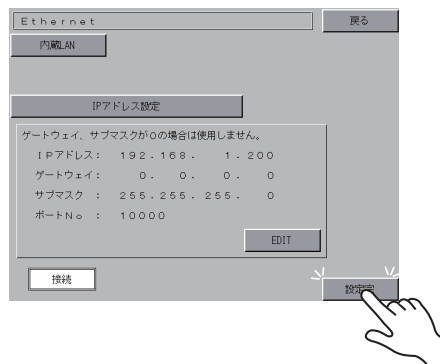 Ethernet
戻る
内蔵LAN
IPアドレス設定
ゲートウェイ、サブマスクが0の場合は使用しません。
IPアドレス： 192.168. 1.200
ゲートウェイ： 0. 0. 0. 0
サブマスク ： 255.255.255. 0
ポートNo ： 10000
EDIT
接続
設定完